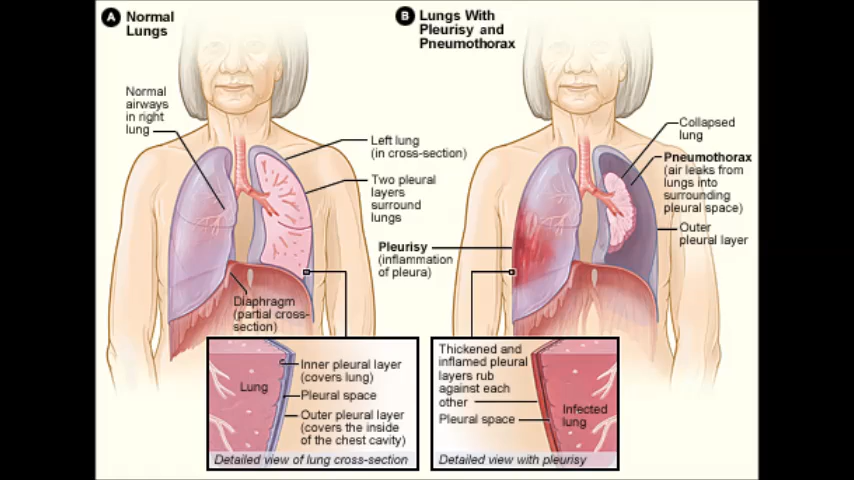 A Normal
Lungs
Normal
airways
in right
lung
Left lung
(in cross-section)
Two pleural
layers
surround
lungs
Diaphragm
(partial cross-
section)
Lung
Inner pleural layer
(covers lung)
Pleural space
Outer pleural layer
(covers the inside
of the chest cavity)
Detailed view of lung cross-section
B Lungs With
Pleurisy and
Pneumothorax
Collapsed
lung
Pneumothorax
(air leaks from
lungs into
surrounding
pleural space)
Outer
pleural layer
Pleurisy
(inflammation
of pleura)
Thickened and
inflamed pleural
layers rub
against each
other
Pleural space
Infected
lung
Detailed view with pleurisy